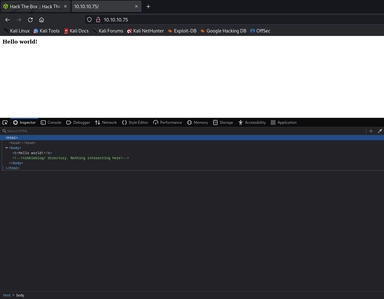 Hack The Box :: Hack The
10.10.10.75/
10.10.10.75
Kali Linux Kali Tools Kali Docs Kali Forums Kali NetHunter Exploit-DB Google Hacking DB OffSec
Hello world!
Inspector Console Debugger Network Style Editor Performance Memory Storage Accessibility Application
Search HTML
<html>
<head></head>
<body>
<b>Hello world!</b>
<!--/nibbleblog/ directory. Nothing interesting here!-->
</body>
</html>
html > body